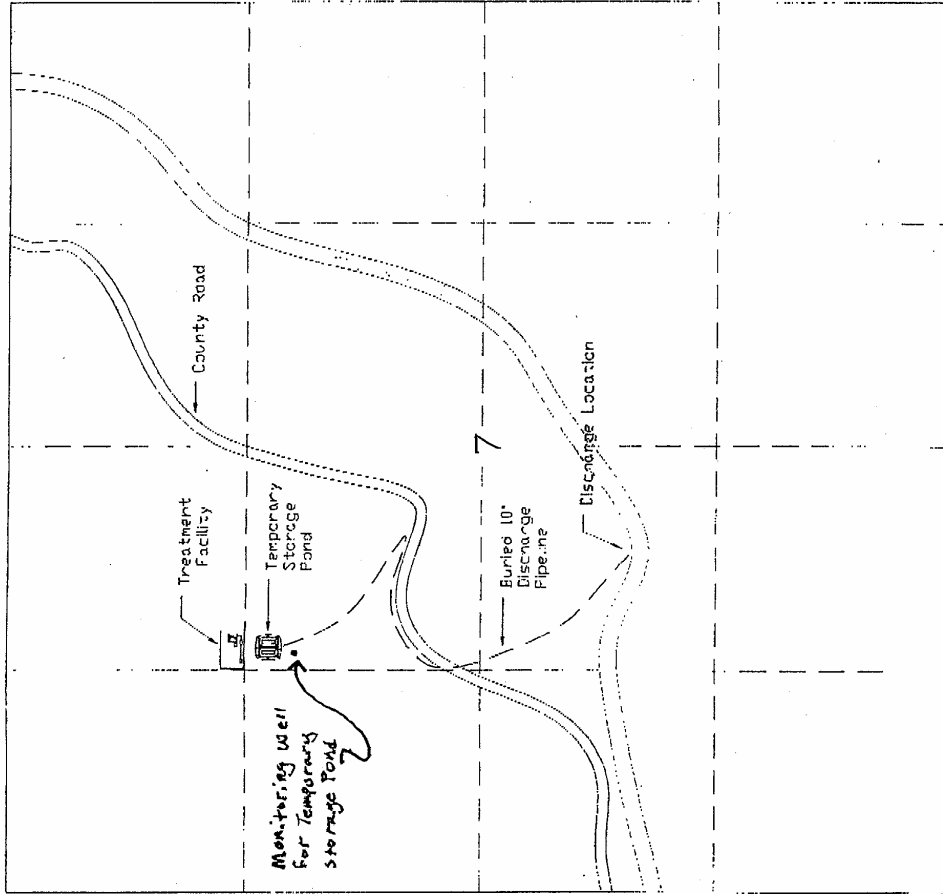 County Road
Treatment
Facility
Temporary
Storage
Pond
7
Discharge Location
Buried 10"
Discharge
Pipeline
Monitoring well
for Temporary
storage Pond